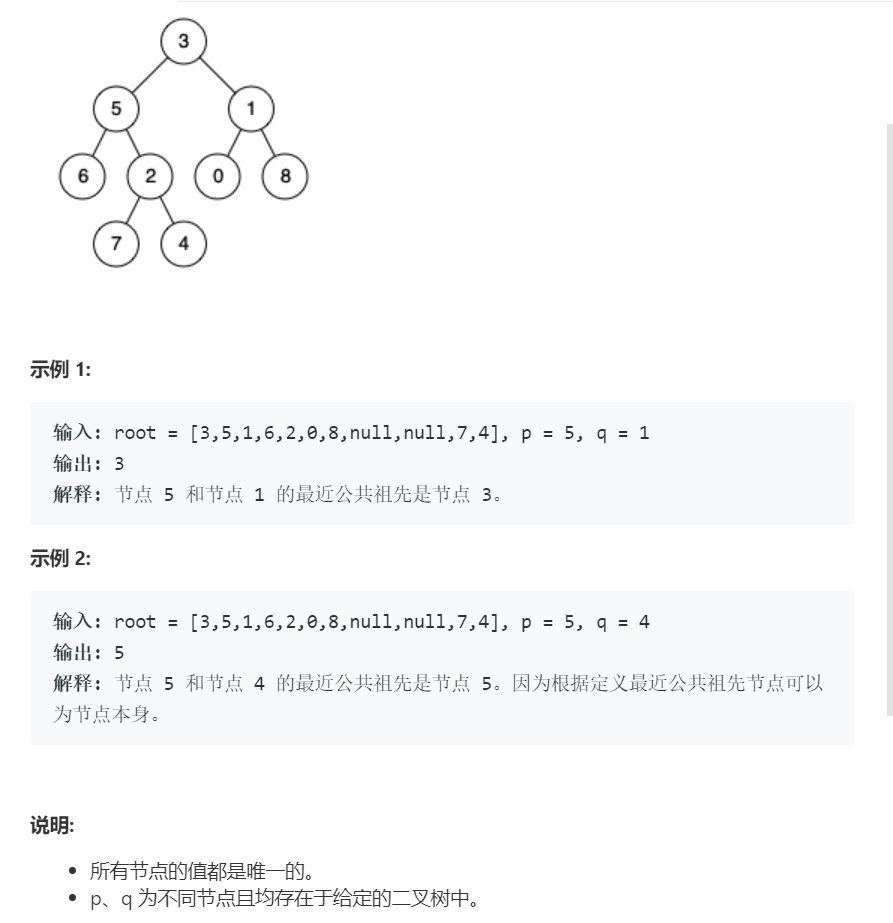 3
5 1
6 2 0 8
7 4
示例 1:
输入: root = [3,5,1,6,2,0,8,null,null,7,4], p = 5, q = 1
输出: 3
解释: 节点 5 和节点 1 的最近公共祖先是节点 3。
示例 2:
输入: root = [3,5,1,6,2,0,8,null,null,7,4], p = 5, q = 4
输出: 5
解释: 节点 5 和节点 4 的最近公共祖先是节点 5。因为根据定义最近公共祖先节点可以
为节点本身。
说明:
• 所有节点的值都是唯一的。
• p、q 为不同节点且均存在于给定的二叉树中。